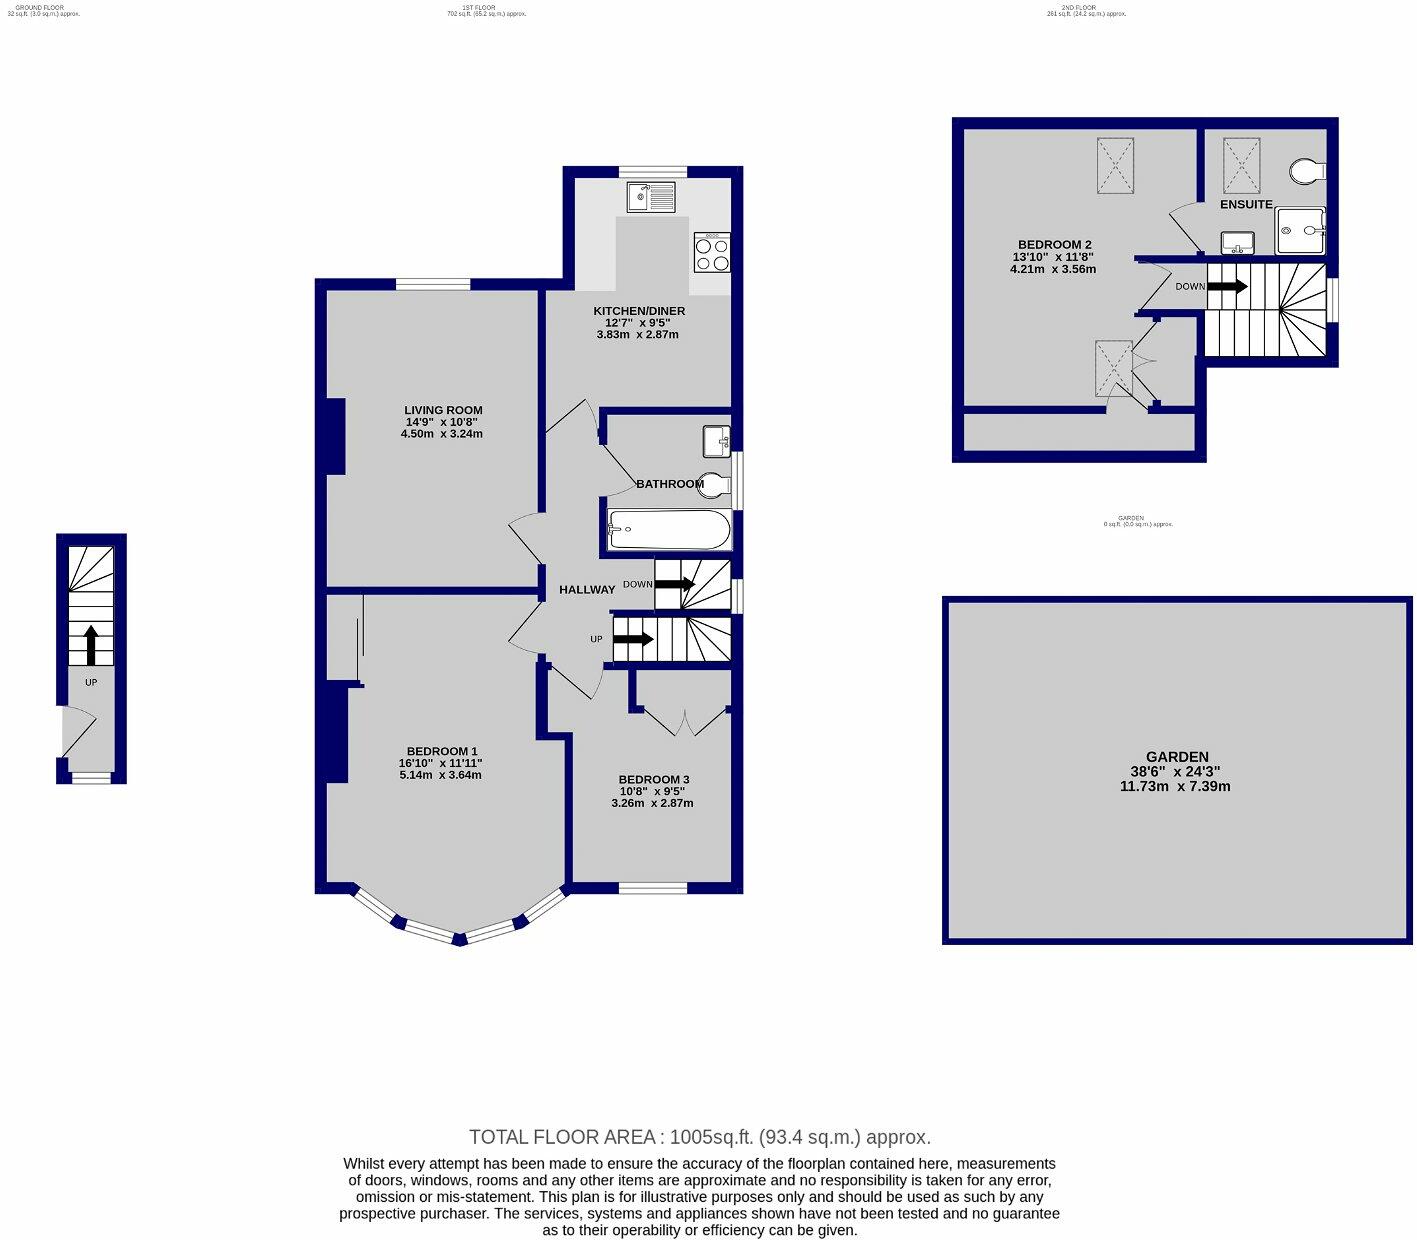 GROUND FLOOR
32 sq.ft. (3.0 sq.m.) approx.
1ST FLOOR
702 sq.ft. (65.2 sq.m.) approx.
2ND FLOOR
261 sq.ft. (24.2 sq.m.) approx.
ENSUITE
BEDROOM 2
13'10" x 11'8"
4.21m x 3.56m
DOWN
KITCHEN/DINER
12'7" x 9'5"
3.83m x 2.87m
LIVING ROOM
14'9" x 10'8"
4.50m x 3.24m
BATHROOM
HALLWAY
DOWN
UP
UP
BEDROOM 1
16'10" x 11'11"
5.14m x 3.64m
BEDROOM 3
10'8" x 9'5"
3.26m x 2.87m
GARDEN
0 sq.ft. (0.0 sq.m.) approx.
GARDEN
38'6" x 24'3"
11.73m x 7.39m
TOTAL FLOOR AREA : 1005sq.ft. (93.4 sq.m.) approx.
Whilst every attempt has been made to ensure the accuracy of the floorplan contained here, measurements
of doors, windows, rooms and any other items are approximate and no responsibility is taken for any error,
omission or mis-statement. This plan is for illustrative purposes only and should be used as such by any
prospective purchaser. The services, systems and appliances shown have not been tested and no guarantee
as to their operability or efficiency can be given.